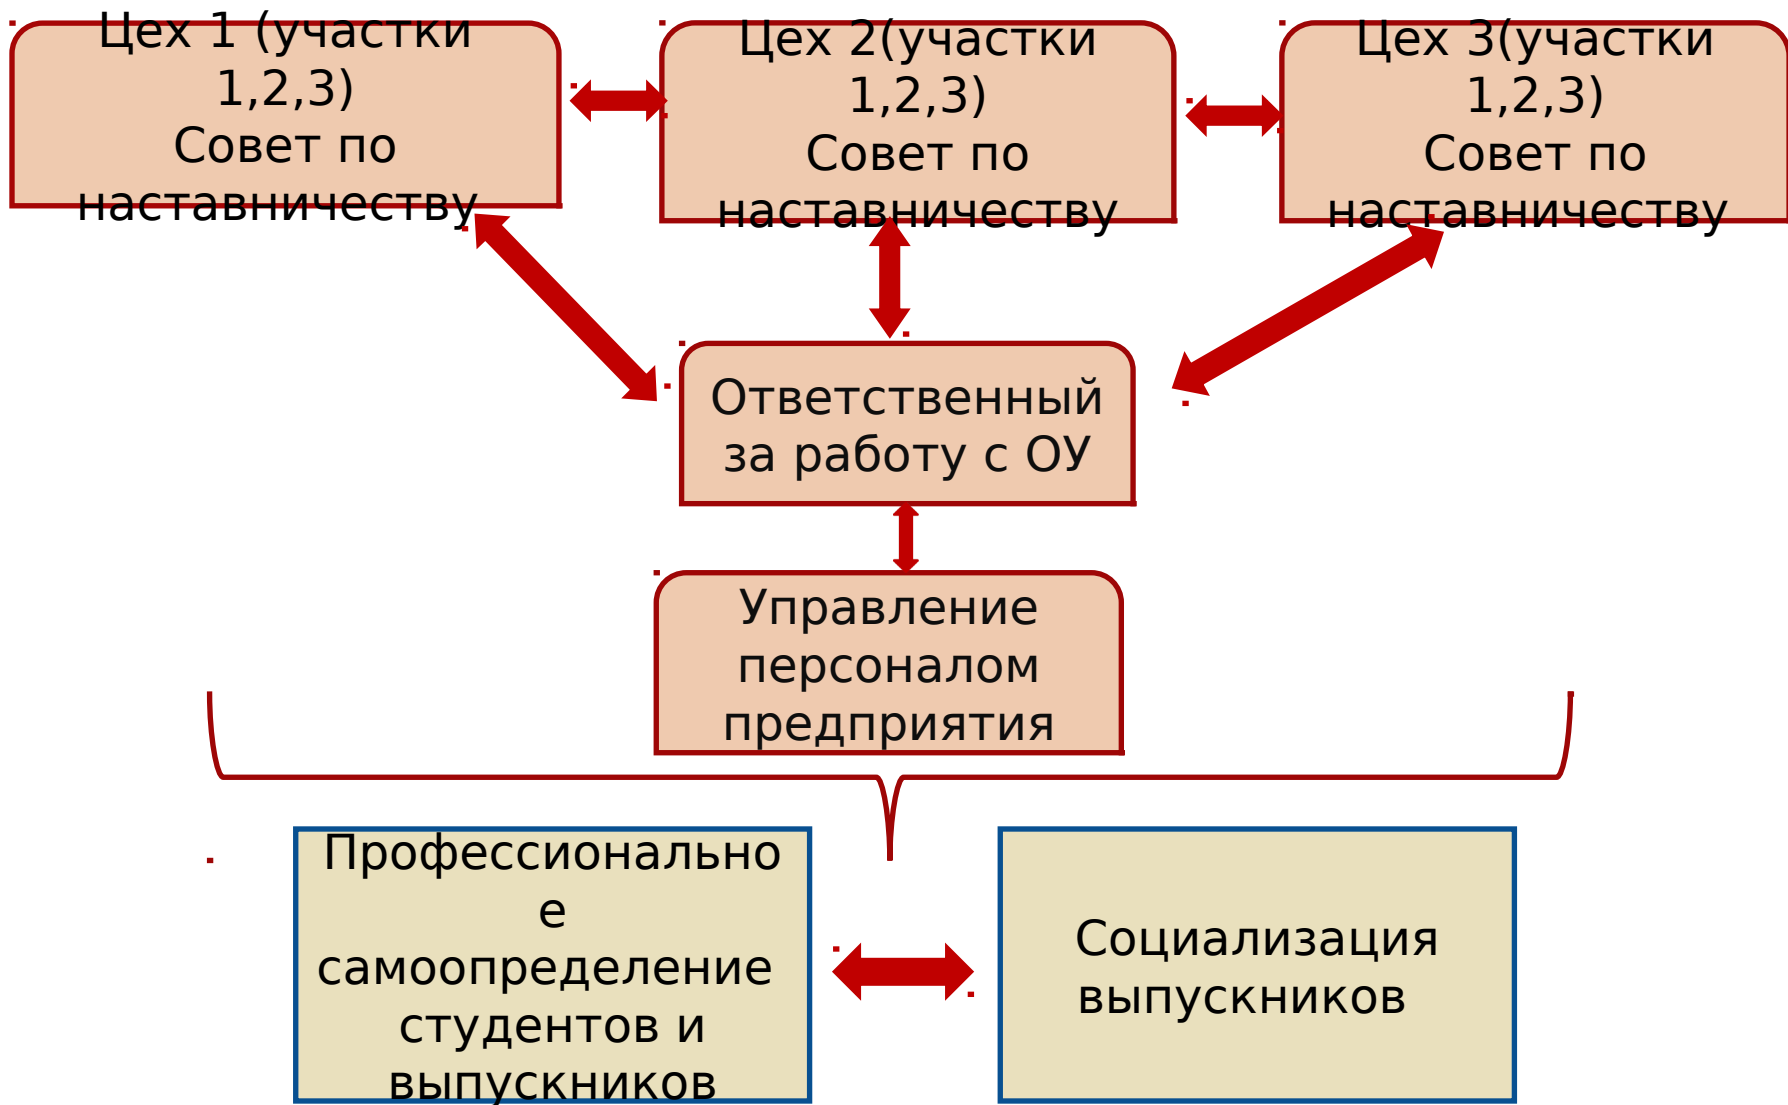 Цех 1 (участки
1,2,3)
Совет по
наставничеству
Цех 2(участки
1,2,3)
Совет по
наставничеству
Цех 3(участки
1,2,3)
Совет по
наставничеству
Ответственный
за работу с ОУ
Управление
персоналом
предприятия
Профессионально
е
самоопределение
студентов и
выпускников
Социализация
выпускников